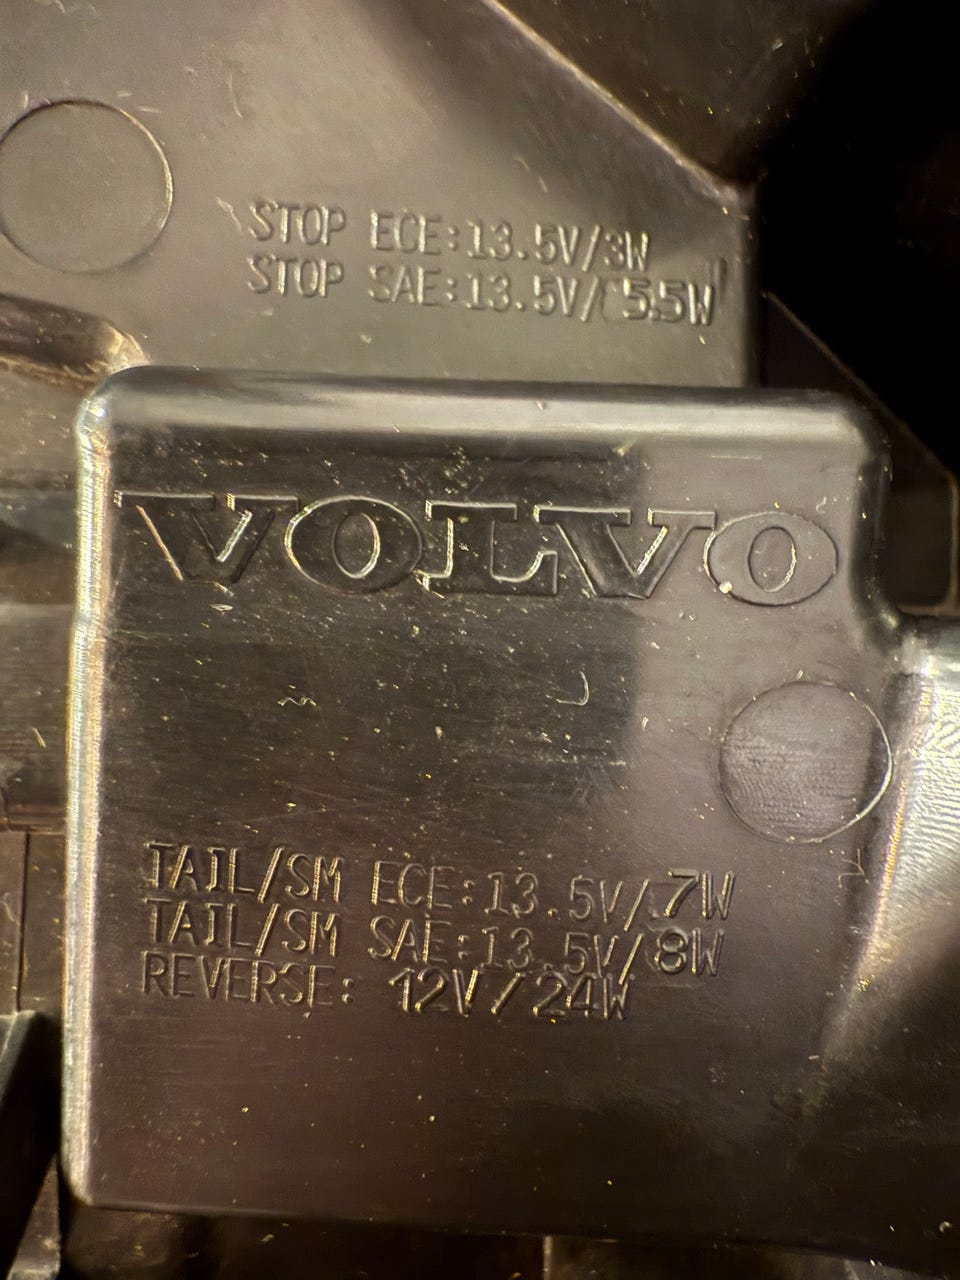 STOP ECE:13.5V/3W
STOP SAE:13.5V/5.5W
VOLVO
TAIL/SM ECE:13.5V/7W
TAIL/SM SAE:13.5V/8W
REVERSE: 12V/24W